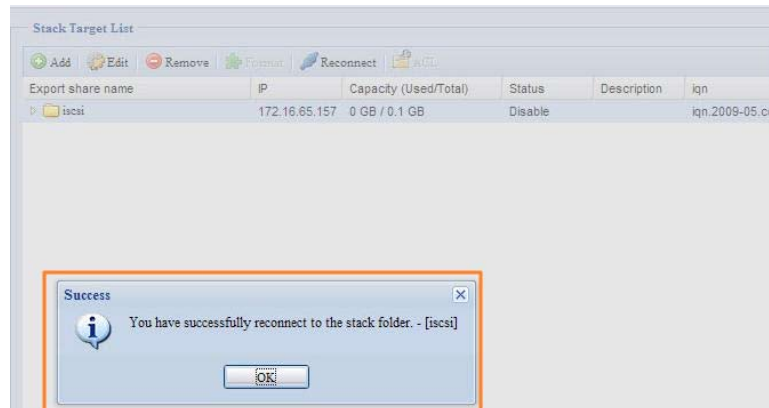 Stack Target List
Add Edit Remove Format Reconnect ACL
Export share name IP Capacity (Used/Total) Status Description iqn
iscsi 172.16.65.157 0 GB / 0.1 GB Disable iqn.2009-05.c
Success
You have successfully reconnect to the stack folder. - [iscsi]
OK